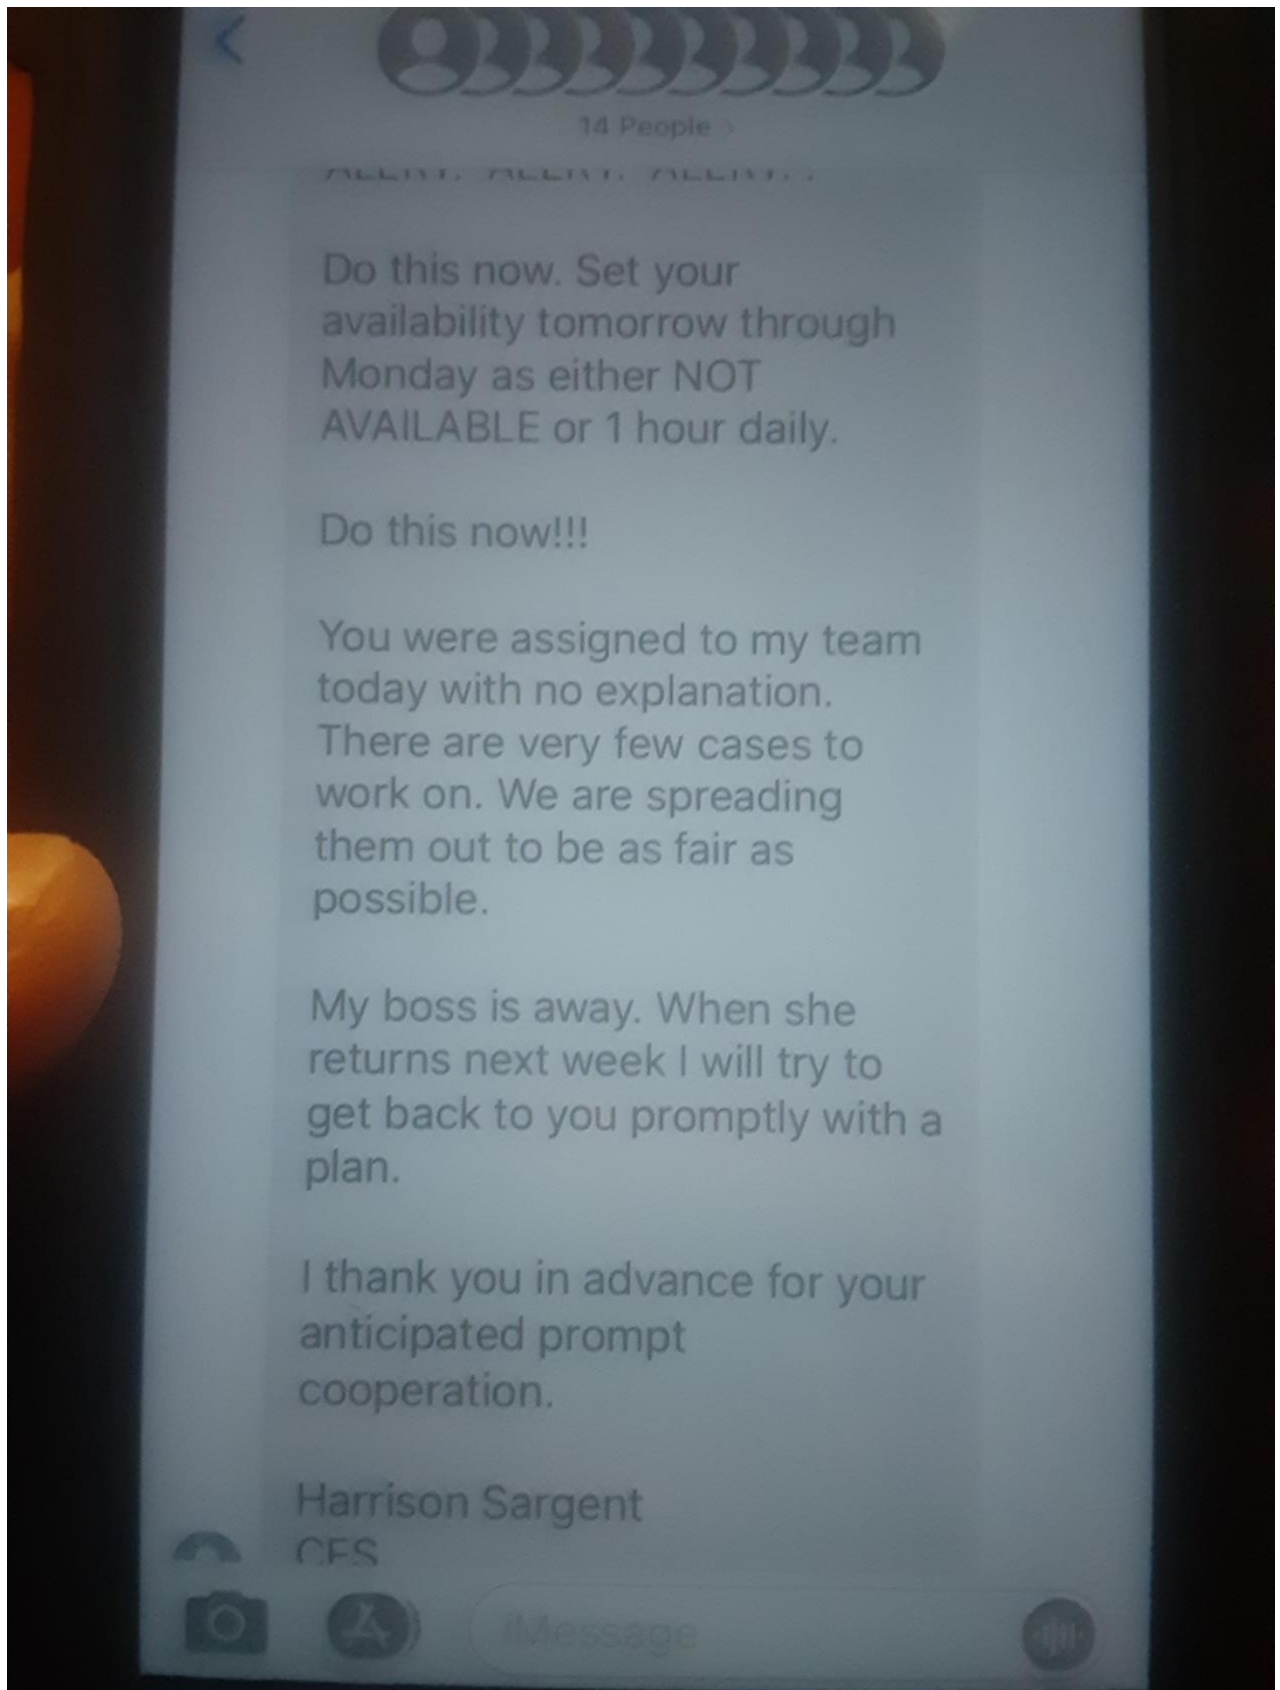 14 People >
ALERT. ALERT. ALERT. .
Do this now. Set your
availability tomorrow through
Monday as either NOT
AVAILABLE or 1 hour daily.
Do this now!!!
You were assigned to my team
today with no explanation.
There are very few cases to
work on. We are spreading
them out to be as fair as
possible.
My boss is away. When she
returns next week I will try to
get back to you promptly with a
plan.
I thank you in advance for your
anticipated prompt
cooperation.
Harrison Sargent
CFS
iMessage